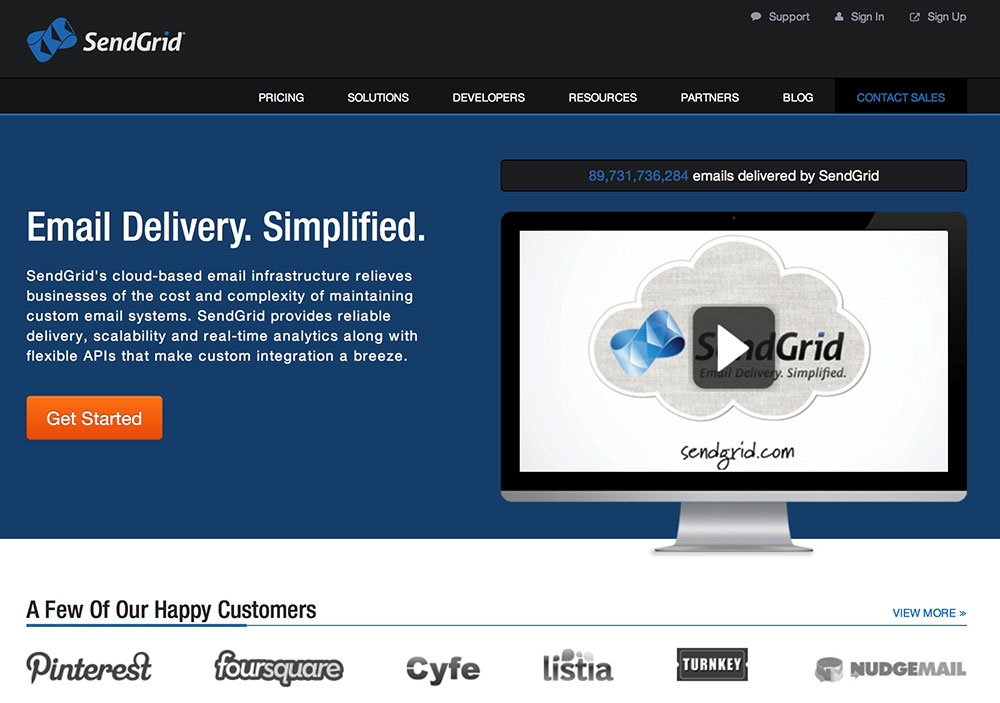 Support Sign In Sign Up
SendGrid
PRICING SOLUTIONS DEVELOPERS RESOURCES PARTNERS BLOG CONTACT SALES
89,731,736,284 emails delivered by SendGrid
Email Delivery. Simplified.
SendGrid's cloud-based email infrastructure relieves
businesses of the cost and complexity of maintaining
custom email systems. SendGrid provides reliable
delivery, scalability and real-time analytics along with
flexible APIs that make custom integration a breeze.
Get Started
SendGrid
Email Delivery. Simplified.
sendgrid.com
A Few Of Our Happy Customers
VIEW MORE »
Pinterest foursquare Cyfe listia TURNKEY NUDGEMAIL